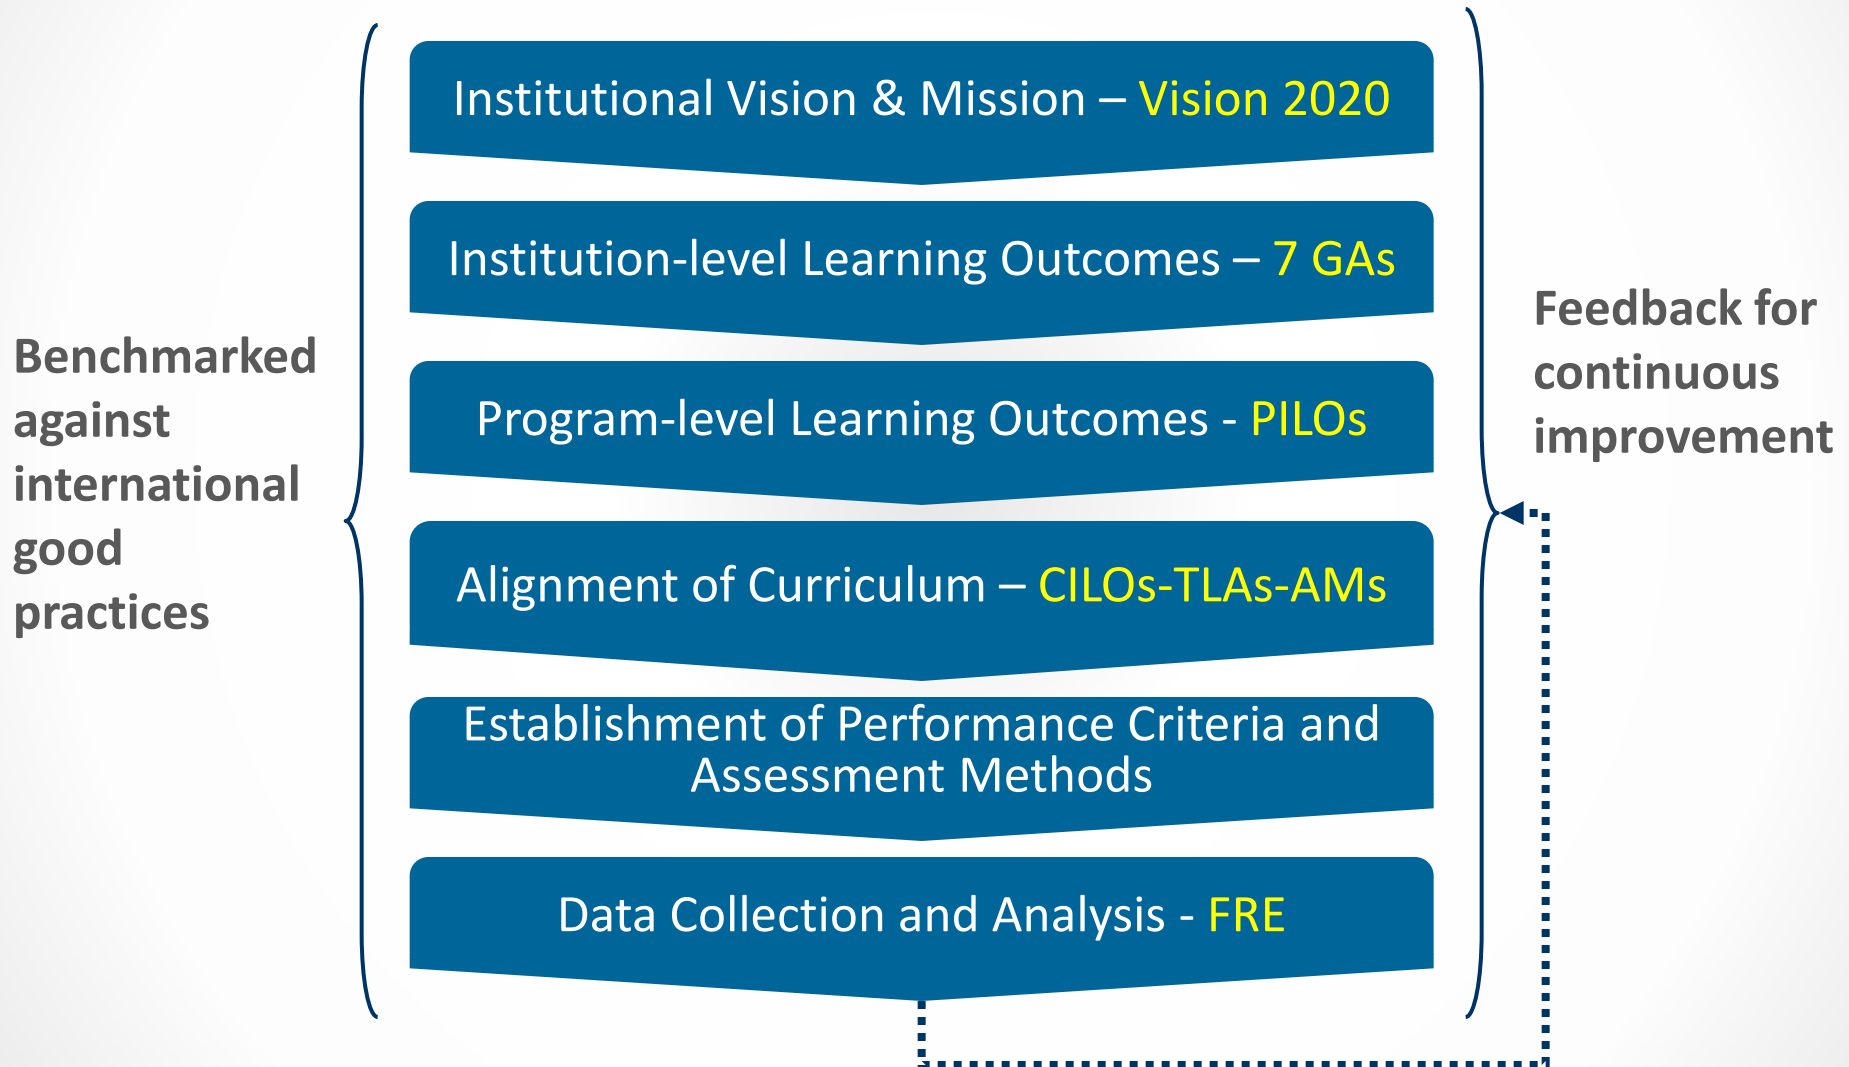 Institutional Vision & Mission – Vision 2020
Institution-level Learning Outcomes – 7 GAs
Program-level Learning Outcomes - PILOs
Alignment of Curriculum – CILOs-TLAs-AMs
Establishment of Performance Criteria and
Assessment Methods
Data Collection and Analysis - FRE
Benchmarked
against
international
good
practices
Feedback for
continuous
improvement